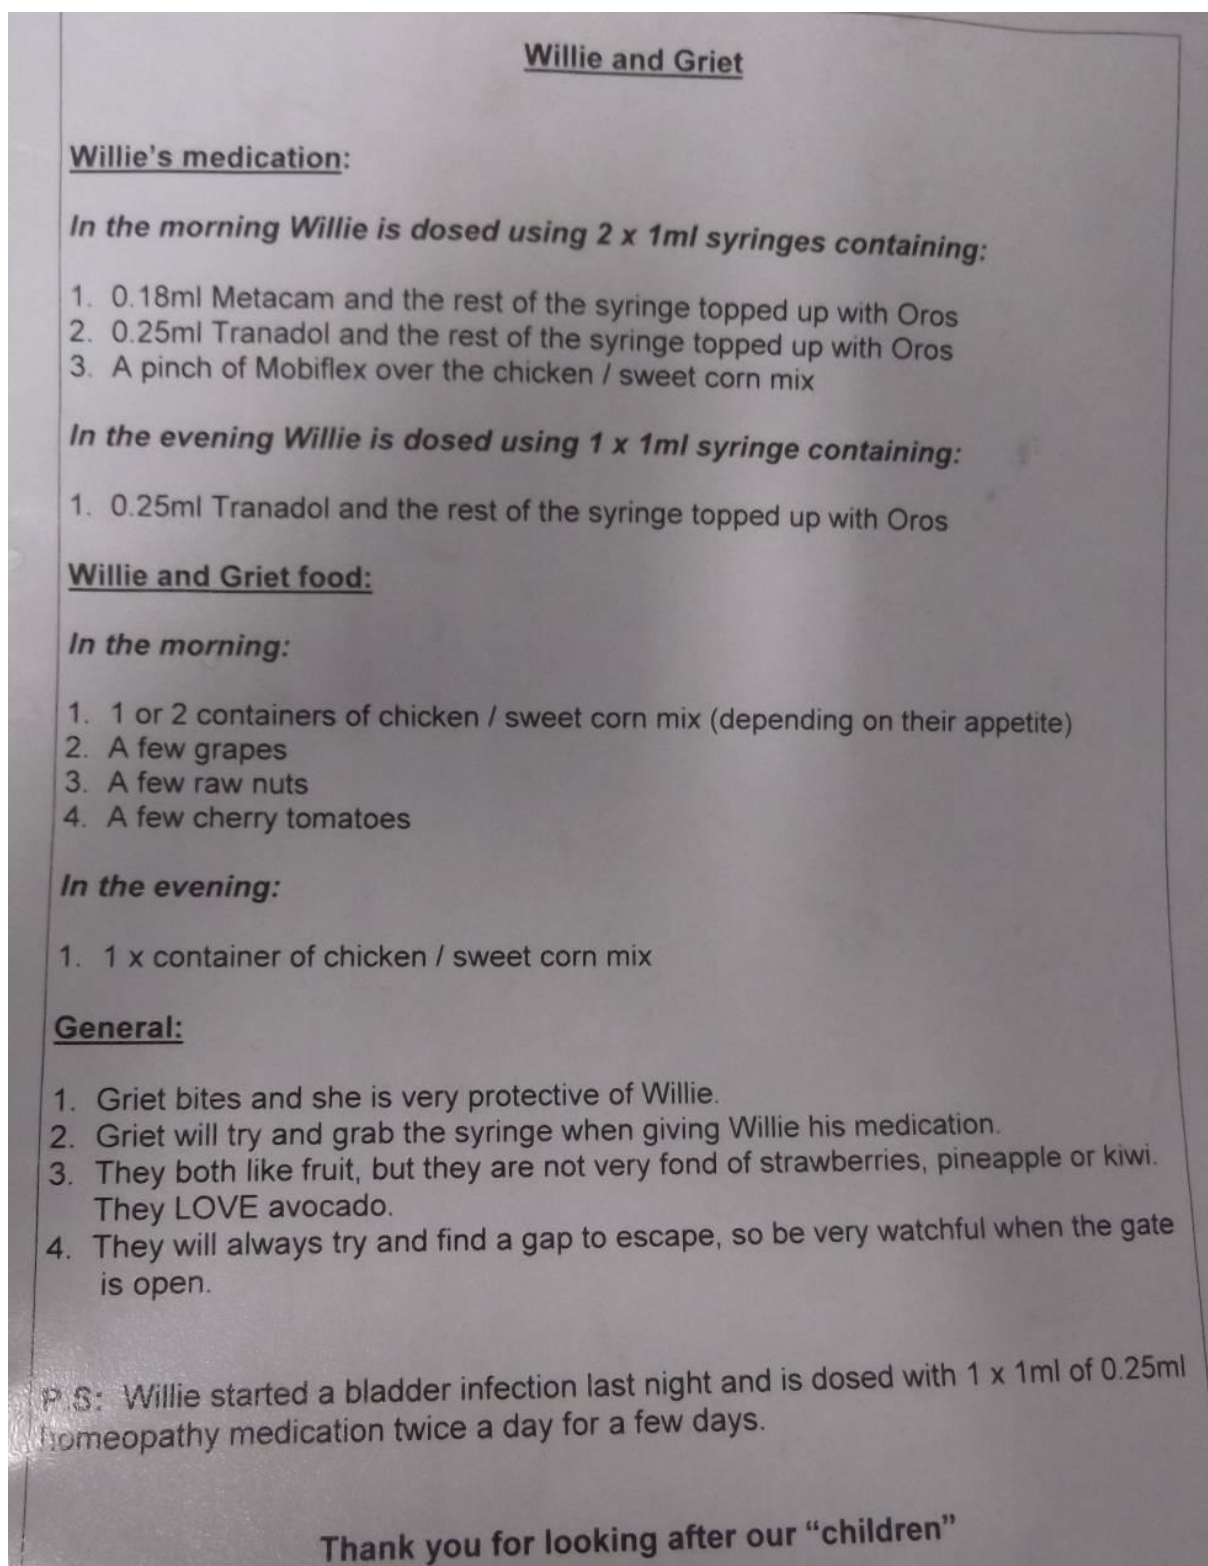 Willie and Griet
Willie's medication:
In the morning Willie is dosed using 2 x 1ml syringes containing:
1. 0.18ml Metacam and the rest of the syringe topped up with Oros
2. 0.25ml Tranadol and the rest of the syringe topped up with Oros
3. A pinch of Mobiflex over the chicken / sweet corn mix
In the evening Willie is dosed using 1 x 1ml syringe containing:
1. 0.25ml Tranadol and the rest of the syringe topped up with Oros
Willie and Griet food:
In the morning:
1. 1 or 2 containers of chicken / sweet corn mix (depending on their appetite)
2. A few grapes
3. A few raw nuts
4. A few cherry tomatoes
In the evening:
1. 1 x container of chicken / sweet corn mix
General:
1. Griet bites and she is very protective of Willie.
2. Griet will try and grab the syringe when giving Willie his medication.
3. They both like fruit, but they are not very fond of strawberries, pineapple or kiwi.
They LOVE avocado.
4. They will always try and find a gap to escape, so be very watchful when the gate
is open.
P.S: Willie started a bladder infection last night and is dosed with 1 x 1ml of 0.25ml
homeopathy medication twice a day for a few days.
Thank you for looking after our “children”